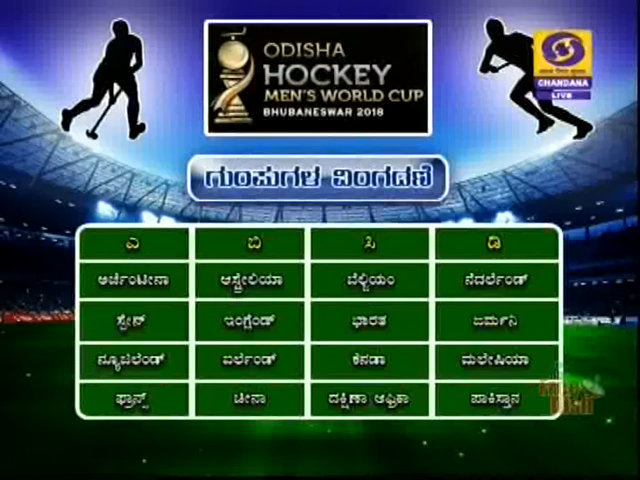 ODISHA
HOCKEY
MEN'S WORLD CUP
BHUBANESWAR 2018
CHANDANA
LIVE
ಗುಂಪುಗಳ ವಿಂಗಡಣೆ
ಎ ಬಿ ಸಿ ಡಿ
ಅರ್ಜೆಂಟೀನಾ ಆಸ್ಟ್ರೇಲಿಯಾ ಬೆಲ್ಜಿಯಂ ನೆದರ್ಲೆಂಡ್
ಸ್ಪೇನ್ ಇಂಗ್ಲೆಂಡ್ ಭಾರತ ಜರ್ಮನಿ
ನ್ಯೂಜಿಲೆಂಡ್ ಐರ್ಲೆಂಡ್ ಕೆನಡಾ ಮಲೇಷಿಯಾ
ಫ್ರಾನ್ಸ್ ಚೀನಾ ದಕ್ಷಿಣಾ ಆಫ್ರಿಕಾ ಪಾಕಿಸ್ತಾನ